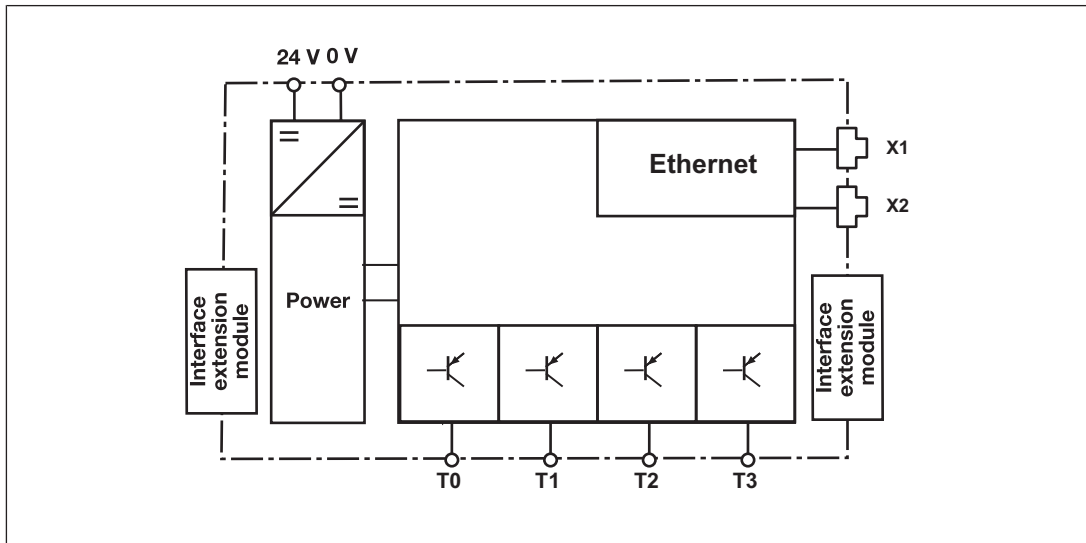 24 V 0 V
Ethernet
X1
X2
Power
Interface
extension
module
Interface
extension
module
T0 T1 T2 T3